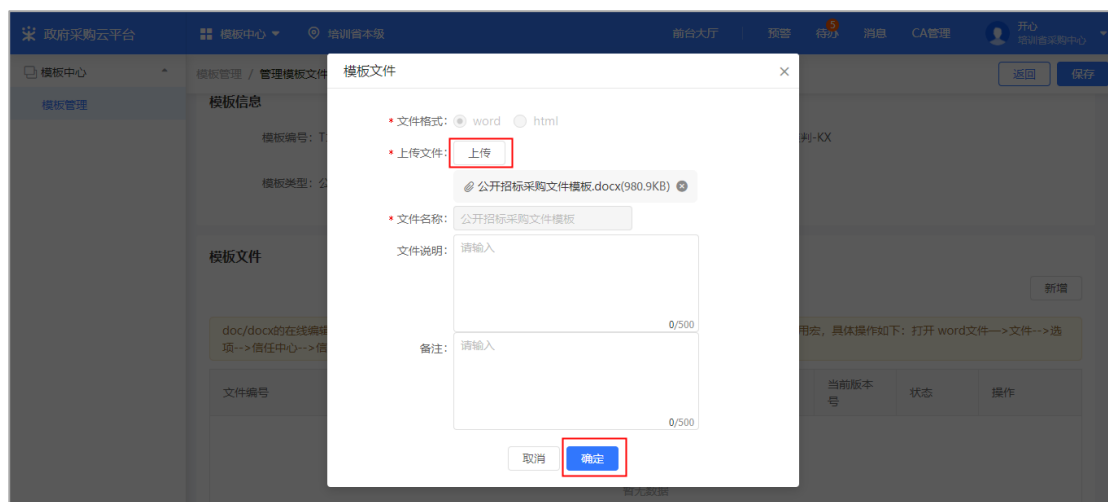 政府采购云平台 模板中心 培训省本级 前台大厅 预警 待办 5 消息 CA管理 开心
培训省采购中心
模板中心 模板管理 / 管理模板文件 模板文件 × 返回 保存
模板管理 模板信息
* 文件格式： word html
模板编号：T 判-KX
* 上传文件： 上传
模板类型：公
公开招标采购文件模板.docx(980.9KB)
* 文件名称： 公开招标采购文件模板
文件说明： 请输入
模板文件
新增
0/500
doc/docx的在线编辑 用宏，具体操作如下：打开 word文件—>文件-->选
项-->信任中心-->信
备注： 请输入
文件编号 当前版本号 状态 操作
0/500
取消 确定
暂无数据